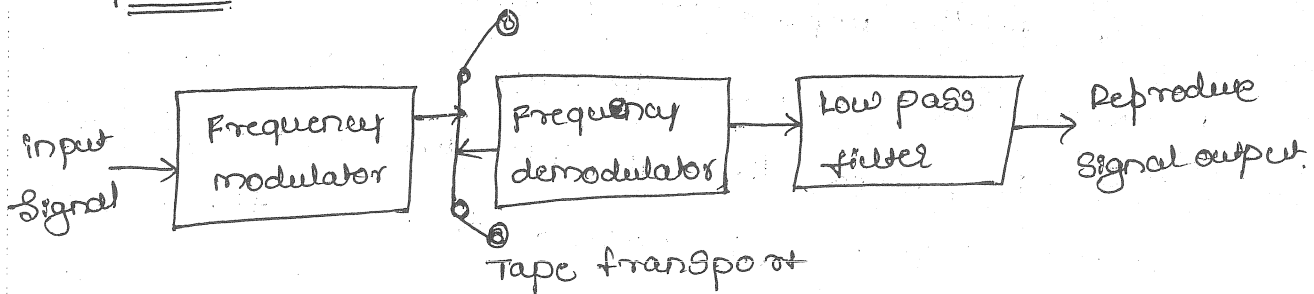 input
signal
Frequency
modulator
Frequency
demodulator
Low pass
filter
Reproduce
signal output.
Tape transport